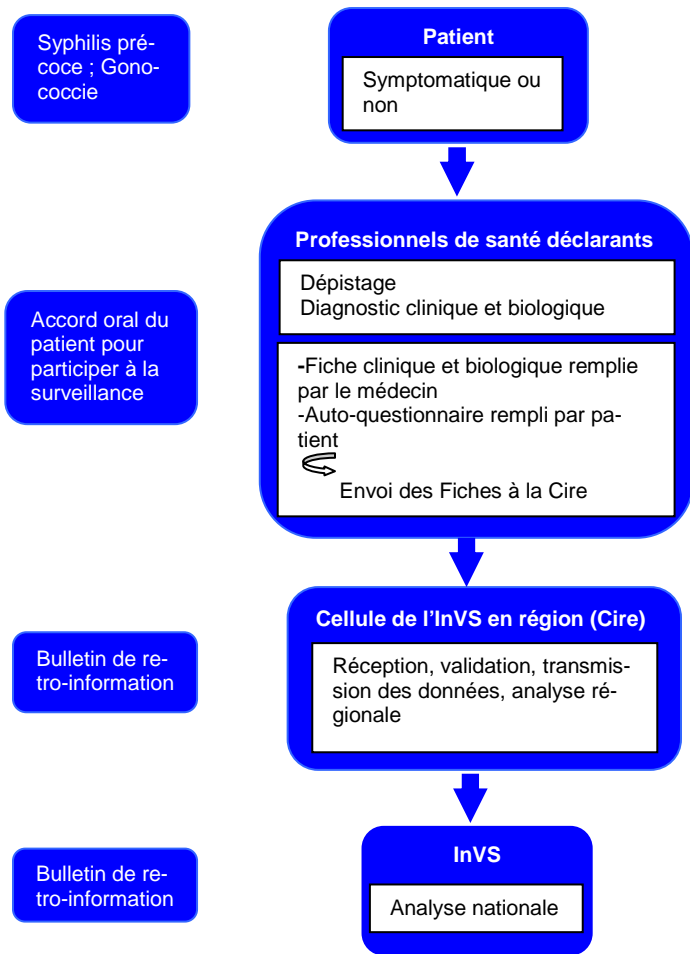 Syphilis pré-
coce ; Gono-
coccie
Patient
Symptomatique ou
non
Professionnels de santé déclarants
Dépistage
Diagnostic clinique et biologique
Accord oral du
patient pour
participer à la
surveillance
-Fiche clinique et biologique remplie
par le médecin
-Auto-questionnaire rempli par pa-
tient
Envoi des Fiches à la Cire
Cellule de l’InVS en région (Cire)
Bulletin de re-
tro-information
Réception, validation, transmis-
sion des données, analyse ré-
gionale
InVS
Bulletin de re-
tro-information
Analyse nationale